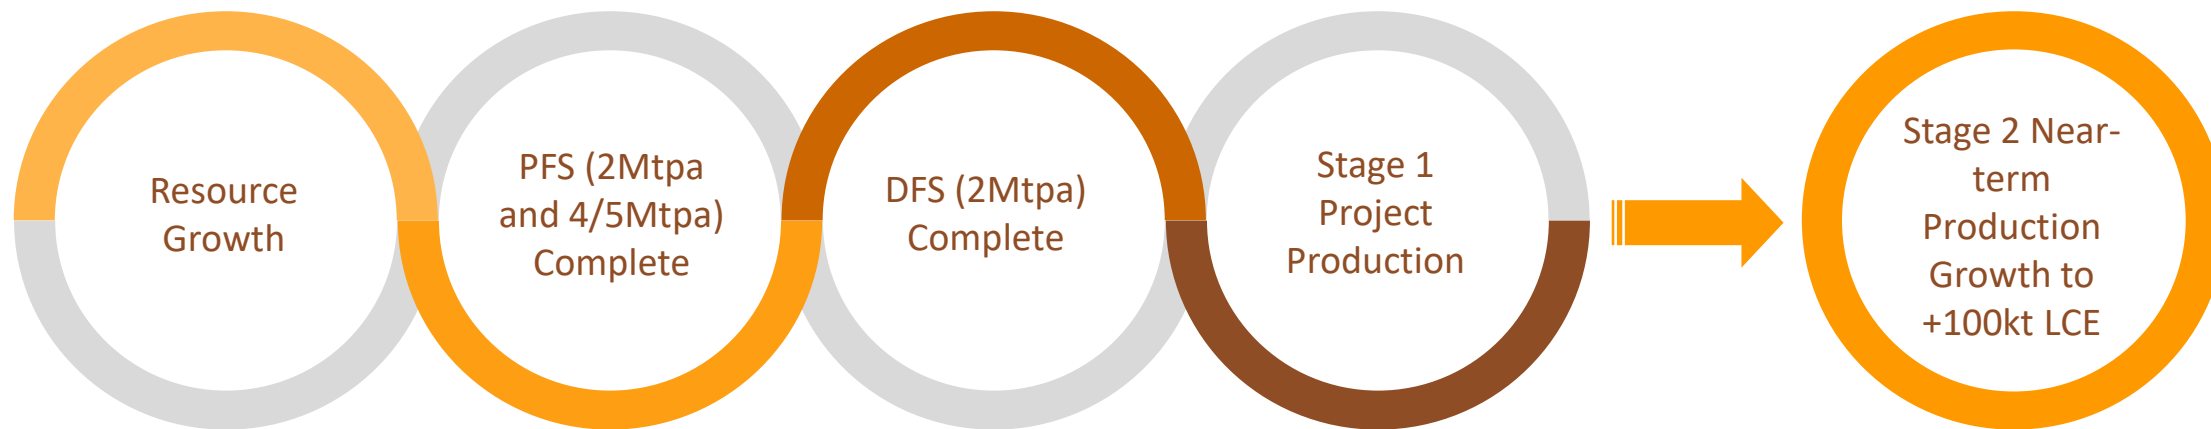 Resource
Growth
PFS (2Mtpa
and 4/5Mtpa)
Complete
DFS (2Mtpa)
Complete
Stage 1
Project
Production
Stage 2 Near-
term
Production
Growth to
+100kt LCE